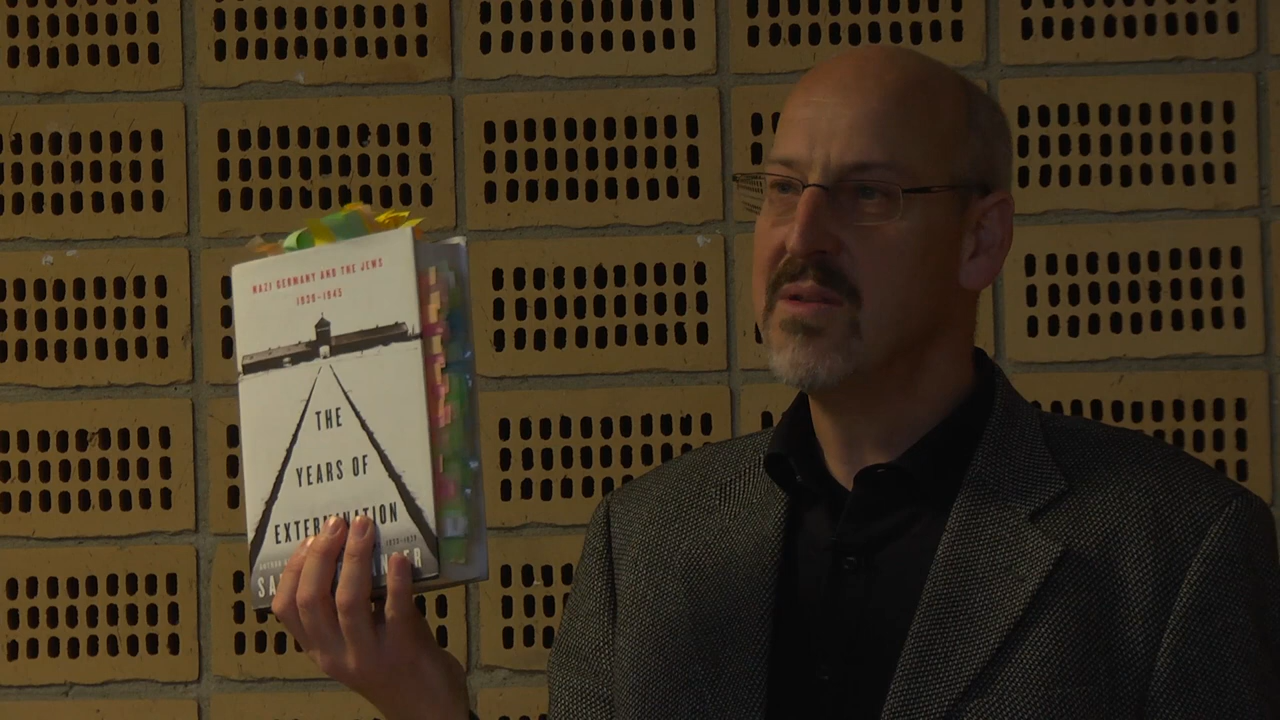 NAZI GERMANY AND THE JEWS
1939–1945
THE
YEARS OF
EXTERMINATION